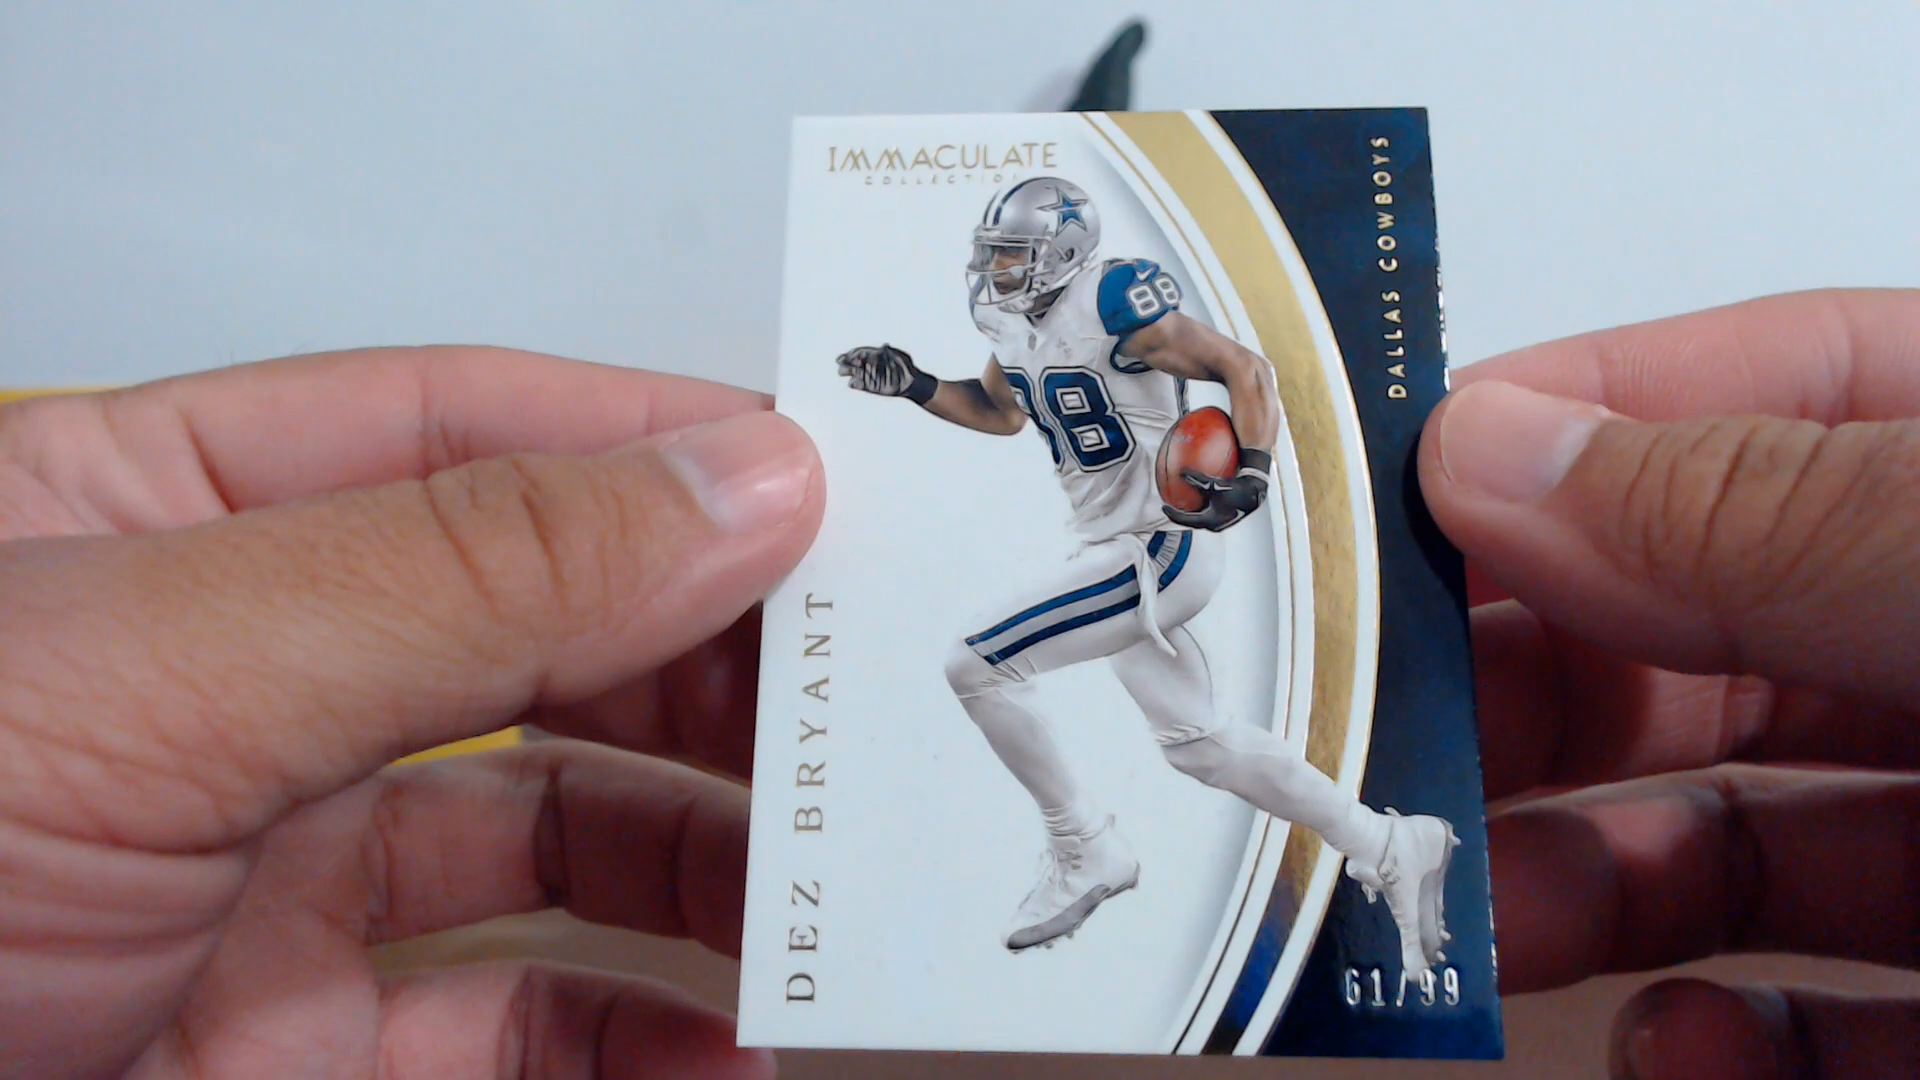 IMMACULATE
COLLECTION
DALLAS COWBOYS
88
88
DEZ BRYANT
61/99